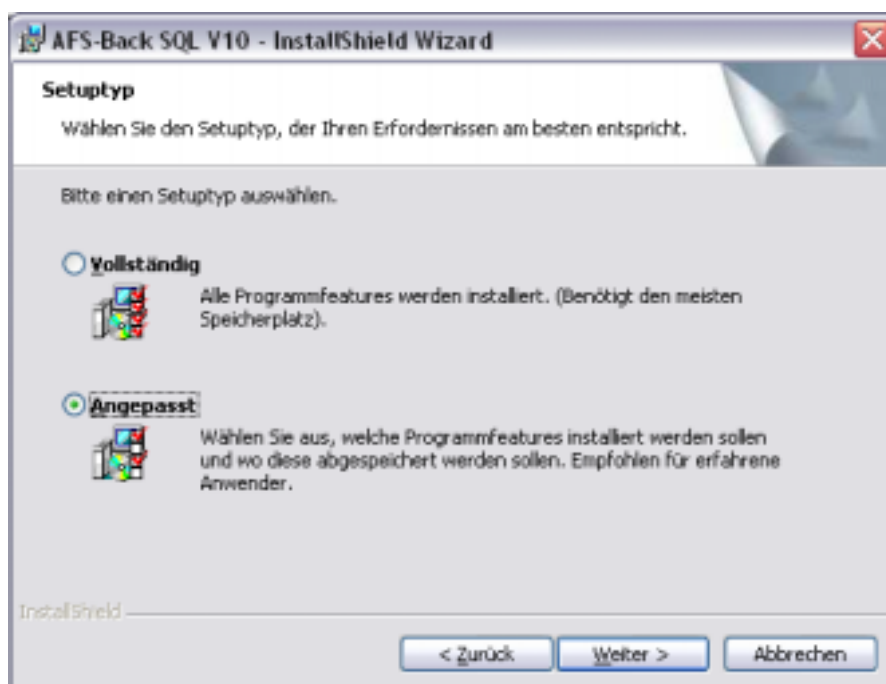 AFS-Back SQL V10 - InstallShield Wizard
Setuptyp
Wählen Sie den Setuptyp, der Ihren Erfordernissen am besten entspricht.
Bitte einen Setuptyp auswählen.
Vollständig
Alle Programmfeatures werden installiert. (Benötigt den meisten
Speicherplatz).
Angepasst
Wählen Sie aus, welche Programmfeatures installiert werden sollen
und wo diese abgespeichert werden sollen. Empfohlen für erfahrene
Anwender.
InstallShield
< Zurück
Weiter >
Abbrechen